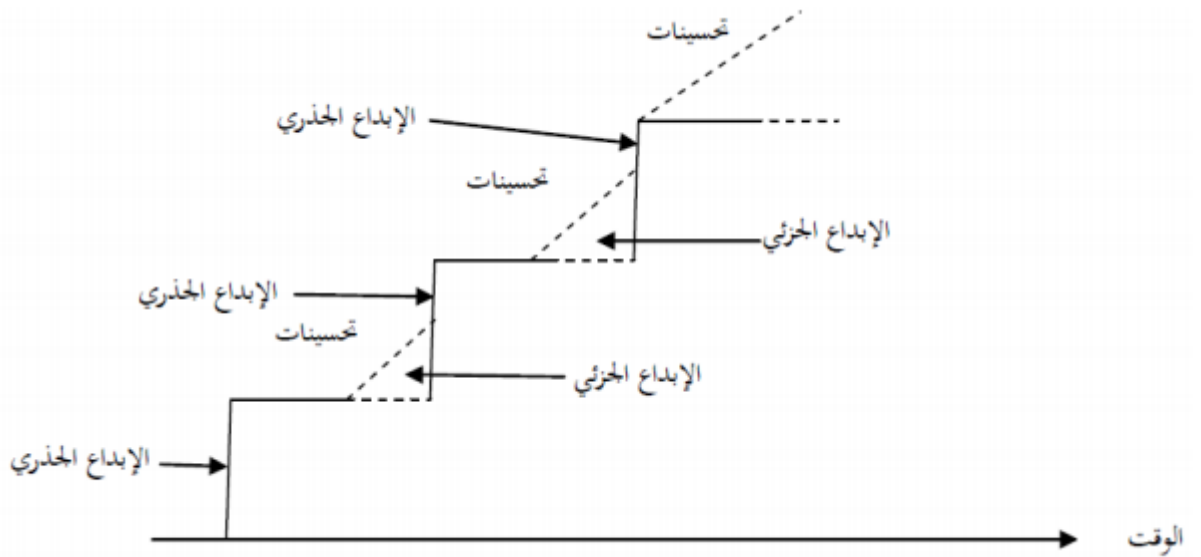 تحسينات
الإبداع الجذري
تحسينات
الإبداع الجزئي
الإبداع الجذري
تحسينات
الإبداع الجزئي
الإبداع الجذري
الوقت